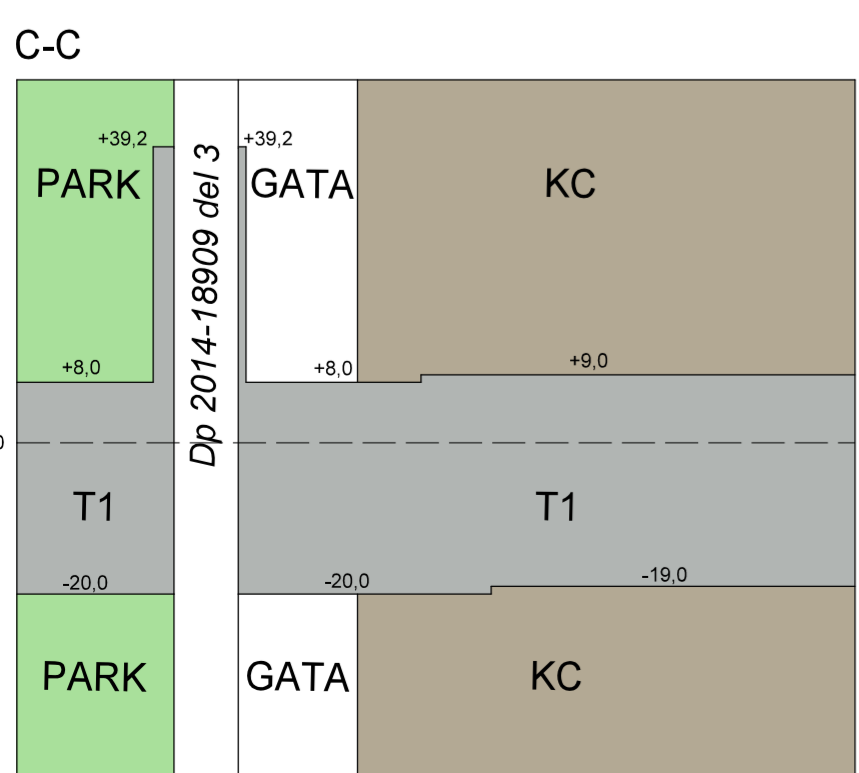 C-C
+39,2
+39,2
PARK
Dp 2014-18909 del 3
GATA
KC
+8,0
+8,0
+9,0
0
T1
T1
-20,0
-20,0
-19,0
PARK
GATA
KC